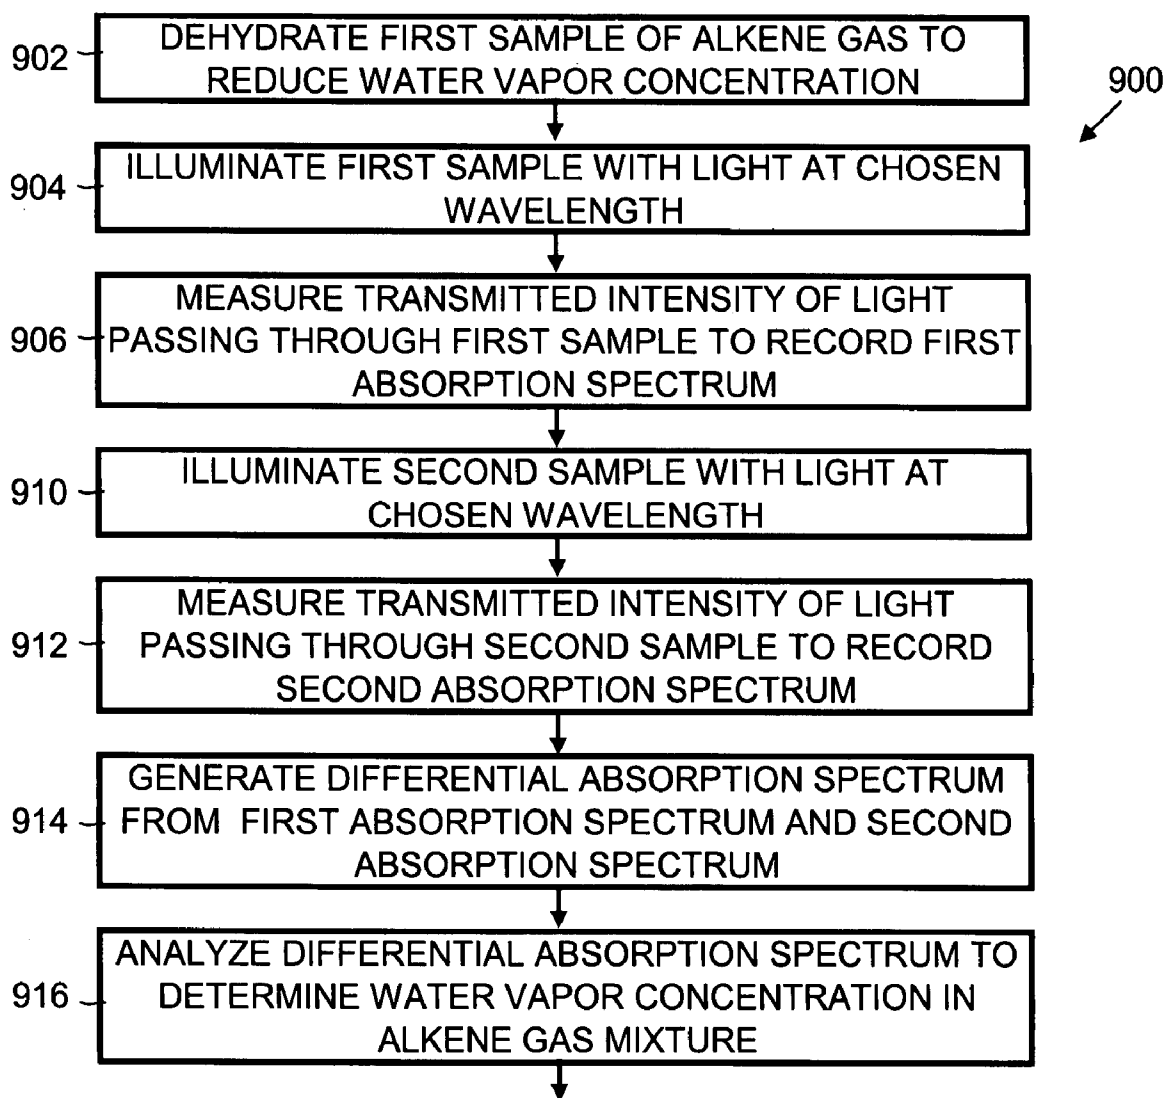 902
DEHYDRATE FIRST SAMPLE OF ALKENE GAS TO
REDUCE WATER VAPOR CONCENTRATION
900
904
ILLUMINATE FIRST SAMPLE WITH LIGHT AT CHOSEN
WAVELENGTH
906
MEASURE TRANSMITTED INTENSITY OF LIGHT
PASSING THROUGH FIRST SAMPLE TO RECORD FIRST
ABSORPTION SPECTRUM
910
ILLUMINATE SECOND SAMPLE WITH LIGHT AT
CHOSEN WAVELENGTH
912
MEASURE TRANSMITTED INTENSITY OF LIGHT
PASSING THROUGH SECOND SAMPLE TO RECORD
SECOND ABSORPTION SPECTRUM
914
GENERATE DIFFERENTIAL ABSORPTION SPECTRUM
FROM FIRST ABSORPTION SPECTRUM AND SECOND
ABSORPTION SPECTRUM
916
ANALYZE DIFFERENTIAL ABSORPTION SPECTRUM TO
DETERMINE WATER VAPOR CONCENTRATION IN
ALKENE GAS MIXTURE